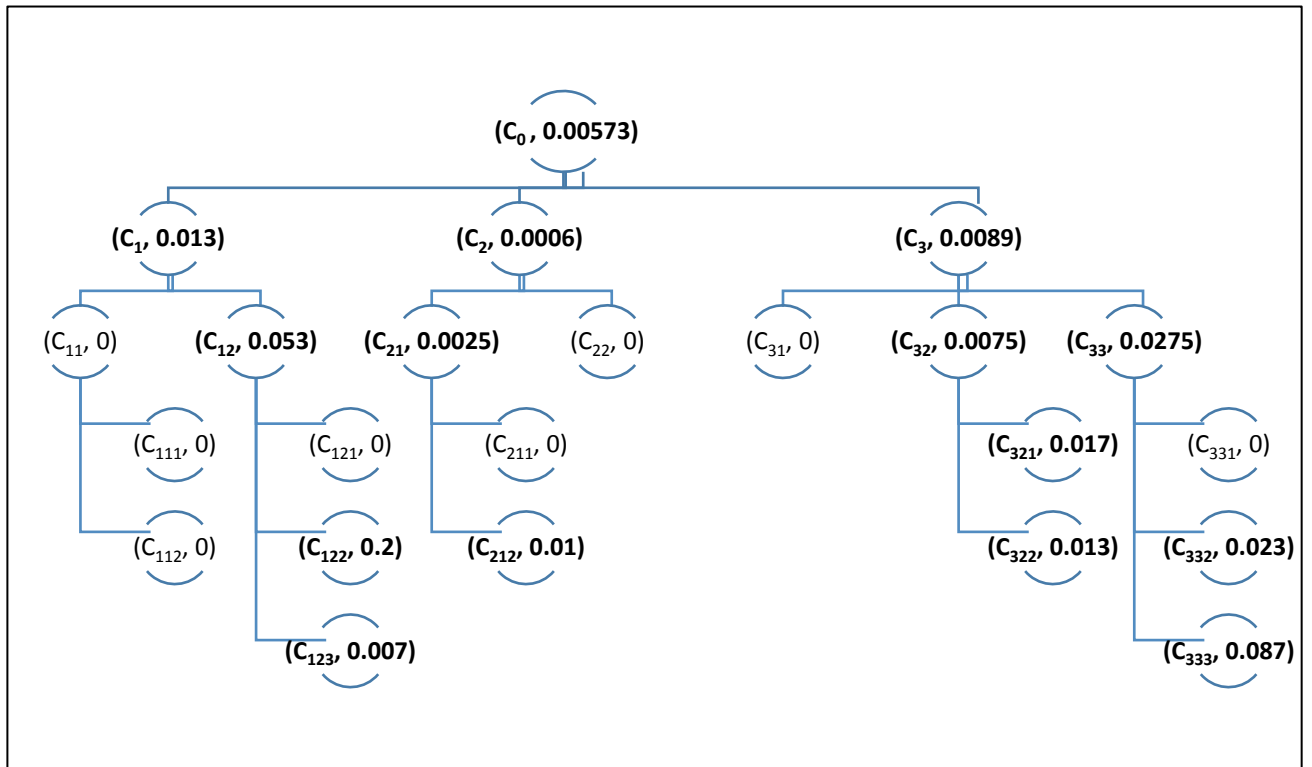 (C₀ , 0.00573)
(C₁, 0.013)
(C₂, 0.0006)
(C₃, 0.0089)
(C₁₁, 0)
(C₁₂, 0.053)
(C₂₁, 0.0025)
(C₂₂, 0)
(C₃₁, 0)
(C₃₂, 0.0075)
(C₃₃, 0.0275)
(C₁₁₁, 0)
(C₁₂₁, 0)
(C₂₁₁, 0)
(C₃₂₁, 0.017)
(C₃₃₁, 0)
(C₁₁₂, 0)
(C₁₂₂, 0.2)
(C₂₁₂, 0.01)
(C₃₂₂, 0.013)
(C₃₃₂, 0.023)
(C₁₂₃, 0.007)
(C₃₃₃, 0.087)